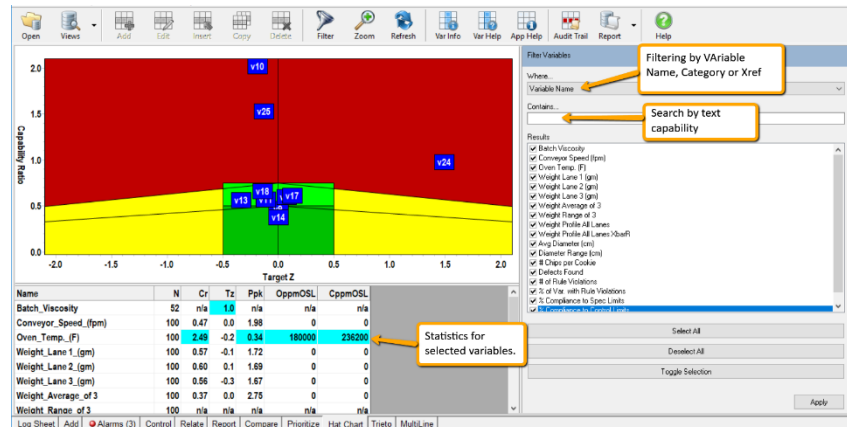 Open Views Add Edit Insert Copy Delete Filter Zoom Refresh Var Info Var Help App Help Audit Trail Report Help
Capability Ratio
2.0
1.5
1.0
0.5
0.0
v10
v25
v24
v18
v17
v13
v14
-2.0 -1.5 -1.0 -0.5 0.0 0.5 1.0 1.5 2.0
Target Z
Name N Cr Tz Ppk OppmOSL CppmOSL
Batch_Viscosity 52 n/a 1.0 n/a n/a n/a
Conveyor_Speed_(fpm) 100 0.47 0.0 1.98 0 0
Oven_Temp._(F) 100 2.49 -0.2 0.34 180000 236200
Weight_Lane 1_(gm) 100 0.57 -0.1 1.72 0 0
Weight_Lane 2_(gm) 100 0.60 0.1 1.69 0 0
Weight_Lane 3_(gm) 100 0.56 -0.3 1.67 0 0
Weight_Average_of 3 100 0.37 0.0 2.75 0 0
Weight Range of 3 100 n/a n/a n/a n/a n/a
Statistics for
selected variables.
Filter Variables
Where...
Variable Name
Contains...
Filtering by VAriable
Name, Category or Xref
Search by text
capability
Results
Batch Viscosity
Conveyor Speed (fpm)
Oven Temp. (F)
Weight Lane 1 (gm)
Weight Lane 2 (gm)
Weight Lane 3 (gm)
Weight Average of 3
Weight Range of 3
Weight Profile All Lanes
Weight Profile All Lanes XbarR
Avg Diameter (cm)
Diameter Range (cm)
# Chips per Cookie
Defects Found
# of Rule Violations
% of Var. with Rule Violations
% Compliance to Spec Limits
% Compliance to Control Limits
Select All
Deselect All
Toggle Selection
Apply
Log Sheet Add Alarms (3) Control Relate Report Compare Prioritize Hat Chart Trieto MultiLine